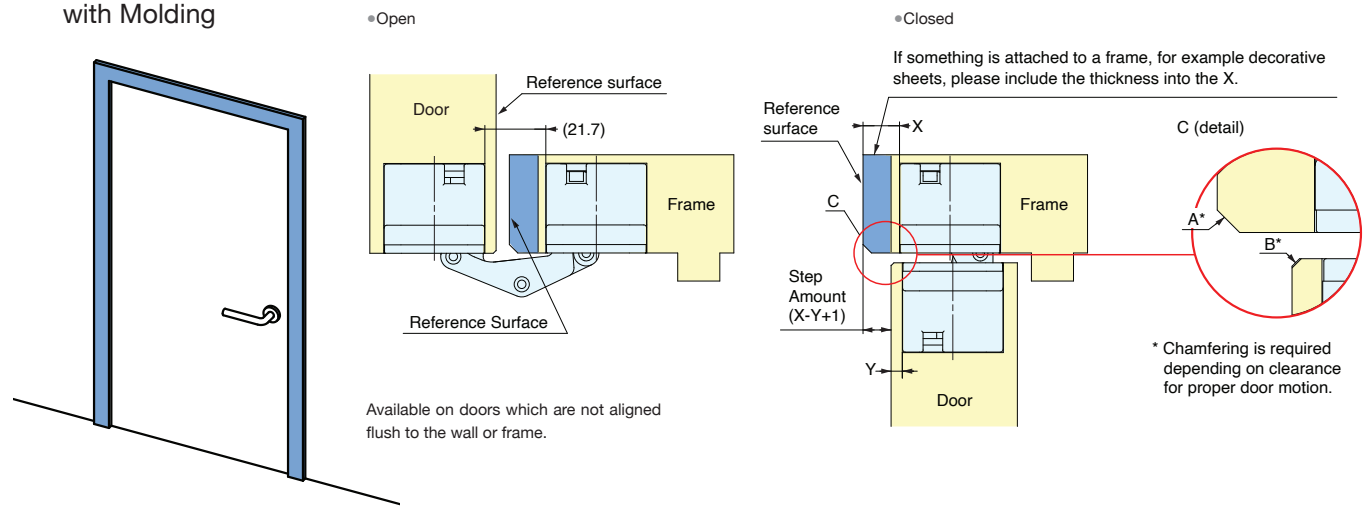 with Molding
●Open
Reference surface
Door
(21.7)
Frame
Reference Surface
Available on doors which are not aligned
flush to the wall or frame.
●Closed
If something is attached to a frame, for example decorative
sheets, please include the thickness into the X.
Reference
surface
X
C (detail)
C
Frame
A*
B*
Step
Amount
(X-Y+1)
Y
Door
* Chamfering is required
depending on clearance
for proper door motion.